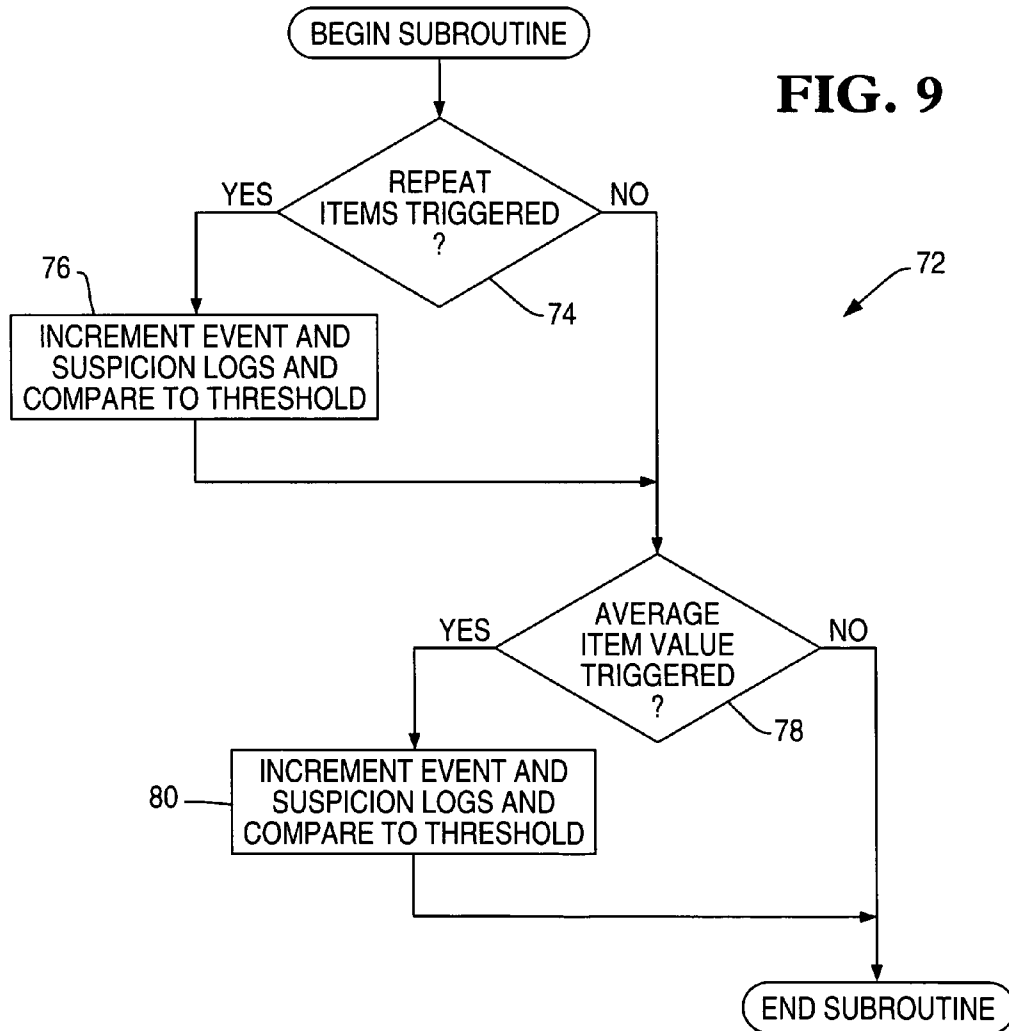 BEGIN SUBROUTINE
FIG. 9
REPEAT
ITEMS TRIGGERED
?
YES
NO
72
74
76
INCREMENT EVENT AND
SUSPICION LOGS AND
COMPARE TO THRESHOLD
AVERAGE
ITEM VALUE
TRIGGERED
?
YES
NO
78
80
INCREMENT EVENT AND
SUSPICION LOGS AND
COMPARE TO THRESHOLD
END SUBROUTINE